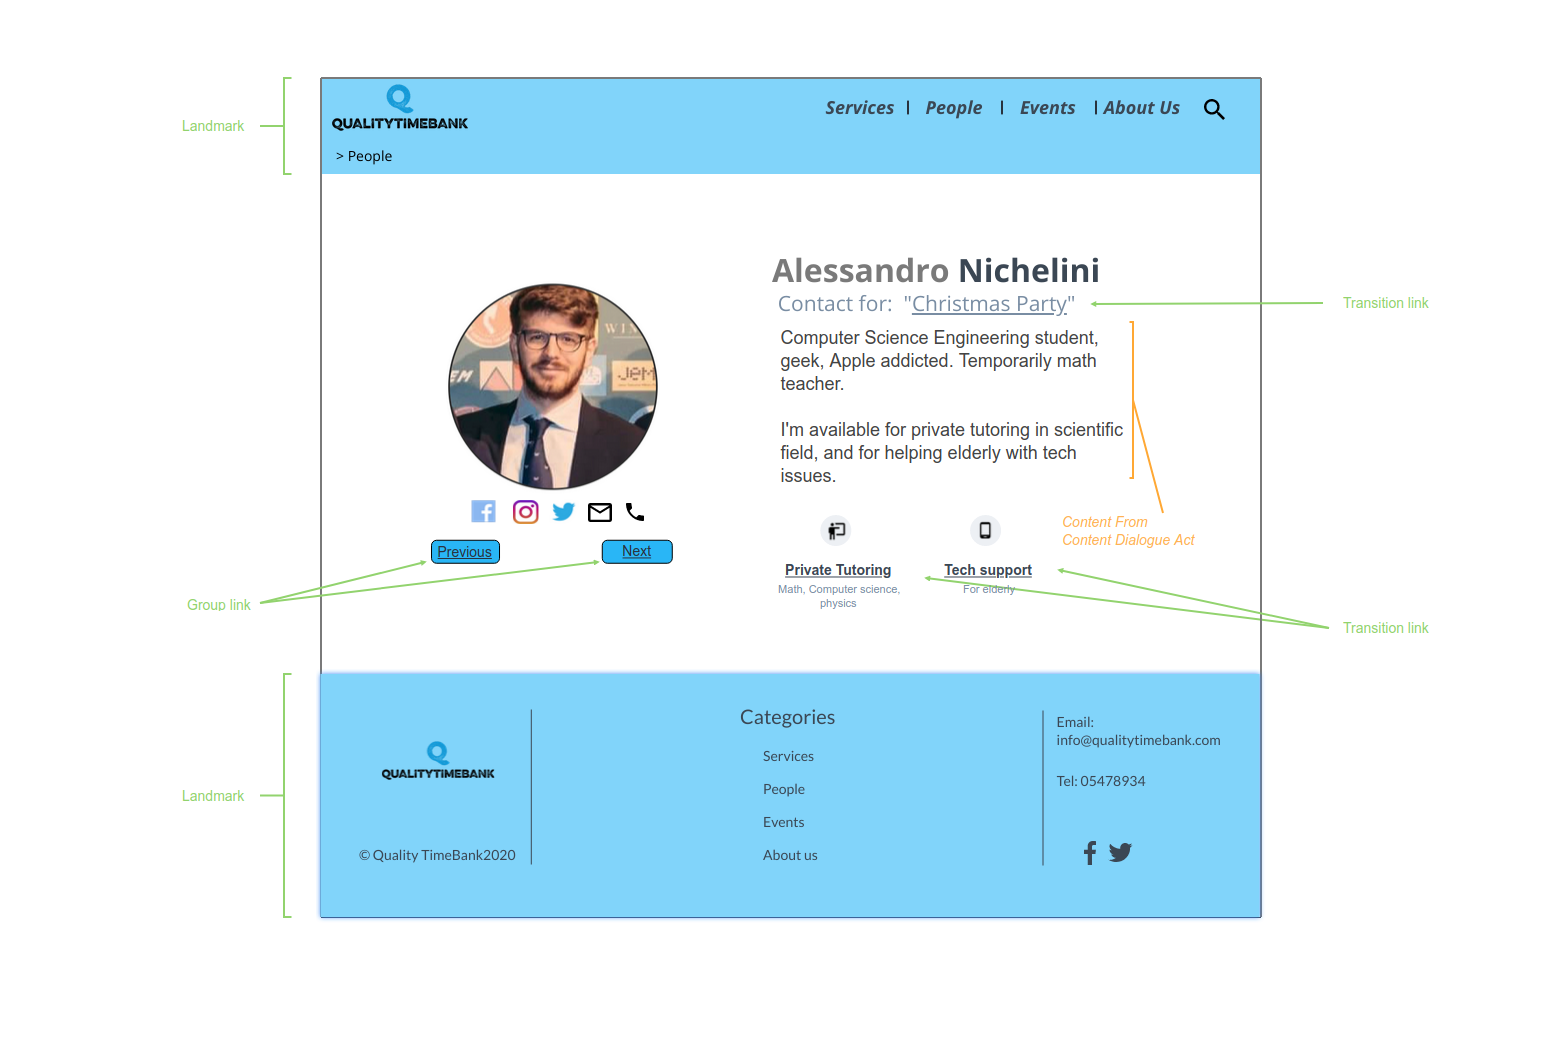 Landmark
QUALITYTIMEBANK
Services | People | Events | About Us
> People
Alessandro Nichelini
Contact for: "Christmas Party"
Transition link
Computer Science Engineering student,
geek, Apple addicted. Temporarily math
teacher.
I'm available for private tutoring in scientific
field, and for helping elderly with tech
issues.
WIN
EM
JEM
Content From
Content Dialogue Act
Previous
Next
Group link
Private Tutoring
Math, Computer science,
physics
Tech support
For elderly
Transition link
Landmark
QUALITYTIMEBANK
© Quality TimeBank2020
Categories
Services
People
Events
About us
Email:
info@qualitytimebank.com
Tel: 05478934